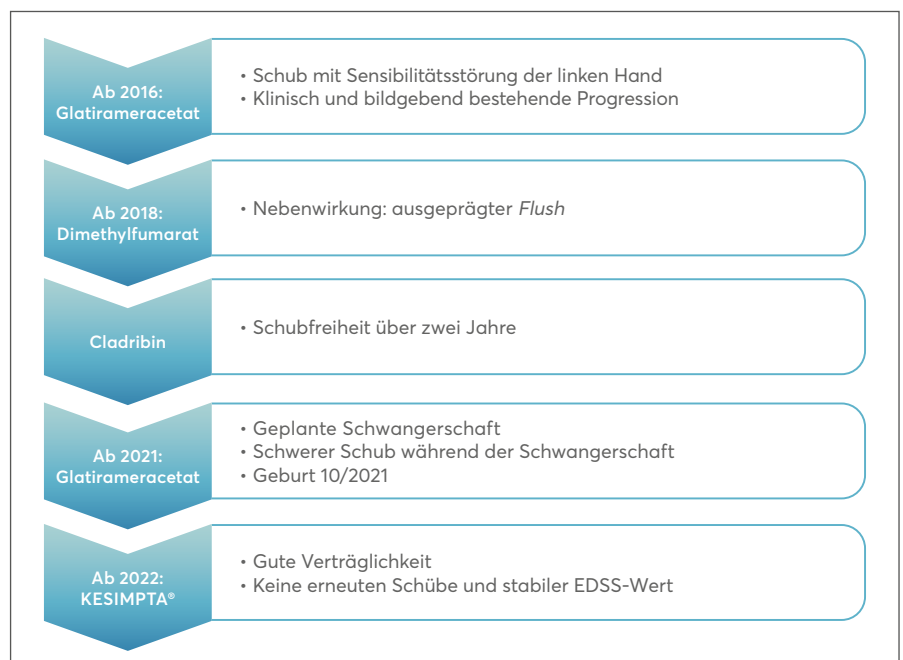 Ab 2016:
Glatirameracetat
• Schub mit Sensibilitätsstörung der linken Hand
• Klinisch und bildgebend bestehende Progression
Ab 2018:
Dimethylfumarat
• Nebenwirkung: ausgeprägter Flush
Cladribin
• Schubfreiheit über zwei Jahre
Ab 2021:
Glatirameracetat
• Geplante Schwangerschaft
• Schwerer Schub während der Schwangerschaft
• Geburt 10/2021
Ab 2022:
KESIMPTA®
• Gute Verträglichkeit
• Keine erneuten Schübe und stabiler EDSS-Wert